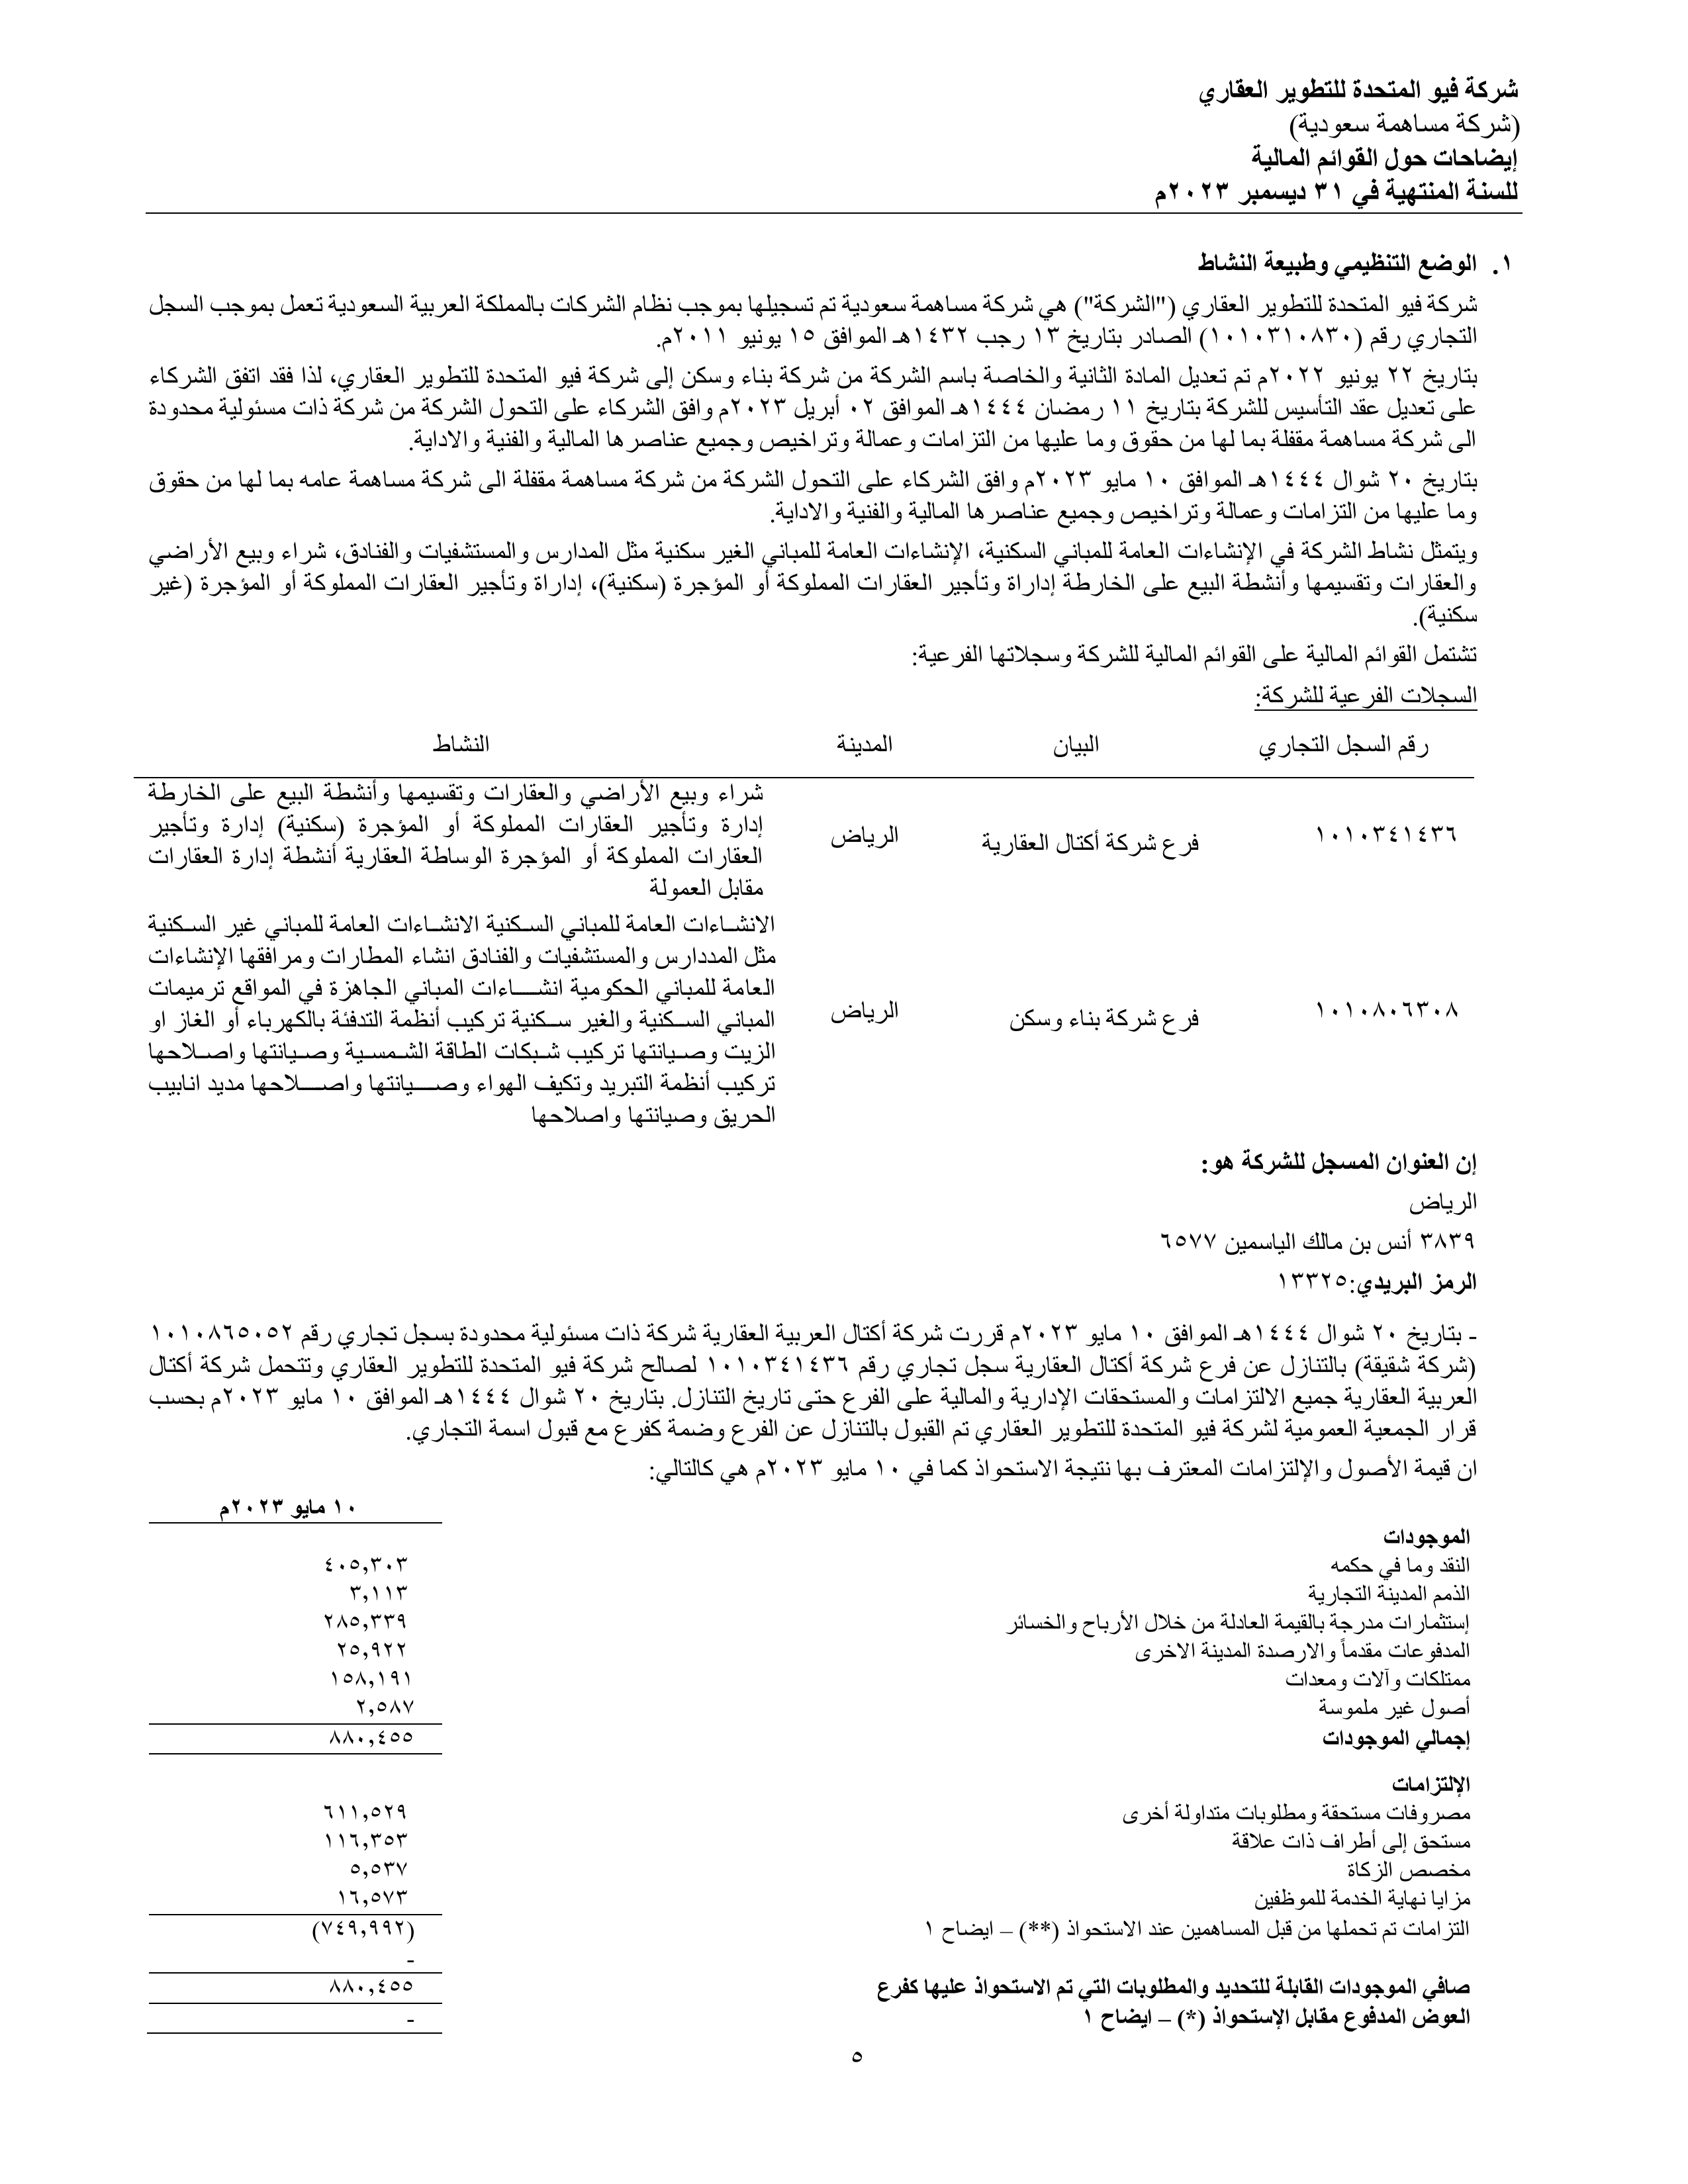 شركة فيو المتحدة للتطوير العقاري
(شركة مساهمة سعودية)
إيضاحات حول القوائم المالية
للسنة المنتهية في ٣١ ديسمبر ٢٠٢٣م
١. الوضع التنظيمي وطبيعة النشاط
شركة فيو المتحدة للتطوير العقاري ("الشركة") هي شركة مساهمة سعودية تم تسجيلها بموجب نظام الشركات بالمملكة العربية السعودية تعمل بموجب السجل
التجاري رقم (١٠١٠٣١٠٨٣٠) الصادر بتاريخ ١٣ رجب ١٤٣٢هـ الموافق ١٥ يونيو ٢٠١١م.
بتاريخ ٢٢ يونيو ٢٠٢٢م تم تعديل المادة الثانية والخاصة باسم الشركة من شركة بناء وسكن إلى شركة فيو المتحدة للتطوير العقاري، لذا فقد اتفق الشركاء
على تعديل عقد التأسيس للشركة بتاريخ ١١ رمضان ١٤٤٤هـ الموافق ٠٢ أبريل ٢٠٢٣م وافق الشركاء على التحول الشركة من شركة ذات مسئولية محدودة
الى شركة مساهمة مقفلة بما لها من حقوق وما عليها من التزامات وعمالة وتراخيص وجميع عناصرها المالية والفنية والاداية.
بتاريخ ٢٠ شوال ١٤٤٤هـ الموافق ١٠ مايو ٢٠٢٣م وافق الشركاء على التحول الشركة من شركة مساهمة مقفلة الى شركة مساهمة عامه بما لها من حقوق
وما عليها من التزامات وعمالة وتراخيص وجميع عناصرها المالية والفنية والاداية.
ويتمثل نشاط الشركة في الإنشاءات العامة للمباني السكنية، الإنشاءات العامة للمباني الغير سكنية مثل المدارس والمستشفيات والفنادق، شراء وبيع الأراضي
والعقارات وتقسيمها وأنشطة البيع على الخارطة إداراة وتأجير العقارات المملوكة أو المؤجرة (سكنية)، إداراة وتأجير العقارات المملوكة أو المؤجرة (غير
سكنية).
تشتمل القوائم المالية على القوائم المالية للشركة وسجلاتها الفرعية:
السجلات الفرعية للشركة:
رقم السجل التجاري البيان المدينة النشاط
شراء وبيع الأراضي والعقارات وتقسيمها وأنشطة البيع على الخارطة
إدارة وتأجير العقارات المملوكة أو المؤجرة (سكنية) إدارة وتأجير
١٠١٠٣٤١٤٣٦ فرع شركة أكتال العقارية الرياض
العقارات المملوكة أو المؤجرة الوساطة العقارية أنشطة إدارة العقارات
مقابل العمولة
الانشاءات العامة للمباني السكنية الانشاءات العامة للمباني غير السكنية
مثل المددارس والمستشفيات والفنادق انشاء المطارات ومرافقها الإنشاءات
العامة للمباني الحكومية انشاءات المباني الجاهزة في المواقع ترميمات
١٠١٠٨٠٦٣٠٨ فرع شركة بناء وسكن الرياض
المباني السكنية والغير سكنية تركيب أنظمة التدفئة بالكهرباء أو الغاز او
الزيت وصيانتها تركيب شبكات الطاقة الشمسية وصيانتها واصلاحها
تركيب أنظمة التبريد وتكيف الهواء وصيانتها واصلاحها مديد انابيب
الحريق وصيانتها واصلاحها
إن العنوان المسجل للشركة هو:
الرياض
٣٨٣٩ أنس بن مالك الياسمين ٦٥٧٧
الرمز البريدي:١٣٣٢٥
- بتاريخ ٢٠ شوال ١٤٤٤هـ الموافق ١٠ مايو ٢٠٢٣م قررت شركة أكتال العربية العقارية شركة ذات مسئولية محدودة بسجل تجاري رقم ١٠١٠٨٦٥٠٥٢
(شركة شقيقة) بالتنازل عن فرع شركة أكتال العقارية سجل تجاري رقم ١٠١٠٣٤١٤٣٦ لصالح شركة فيو المتحدة للتطوير العقاري وتتحمل شركة أكتال
العربية العقارية جميع الالتزامات والمستحقات الإدارية والمالية على الفرع حتى تاريخ التنازل. بتاريخ ٢٠ شوال ١٤٤٤هـ الموافق ١٠ مايو ٢٠٢٣م بحسب
قرار الجمعية العمومية لشركة فيو المتحدة للتطوير العقاري تم القبول بالتنازل عن الفرع وضمة كفرع مع قبول اسمة التجاري.
ان قيمة الأصول والإلتزامات المعترف بها نتيجة الاستحواذ كما في ١٠ مايو ٢٠٢٣م هي كالتالي:
١٠ مايو ٢٠٢٣م
الموجودات
النقد وما في حكمه ٤٠٥,٣٠٣
الذمم المدينة التجارية ٣,١١٣
إستثمارات مدرجة بالقيمة العادلة من خلال الأرباح والخسائر ٢٨٥,٣٣٩
المدفوعات مقدماً والارصدة المدينة الاخرى ٢٥,٩٢٢
ممتلكات وآلات ومعدات ١٥٨,١٩١
أصول غير ملموسة ٢,٥٨٧
إجمالي الموجودات ٨٨٠,٤٥٥
الإلتزامات
مصروفات مستحقة ومطلوبات متداولة أخرى ٦١١,٥٢٩
مستحق إلى أطراف ذات علاقة ١١٦,٣٥٣
مخصص الزكاة ٥,٥٣٧
مزايا نهاية الخدمة للموظفين ١٦,٥٧٣
التزامات تم تحملها من قبل المساهمين عند الاستحواذ (**) – ايضاح ١ (٧٤٩,٩٩٢)
-
صافي الموجودات القابلة للتحديد والمطلوبات التي تم الاستحواذ عليها كفرع ٨٨٠,٤٥٥
العوض المدفوع مقابل الإستحواذ (*) – ايضاح ١ -
٥